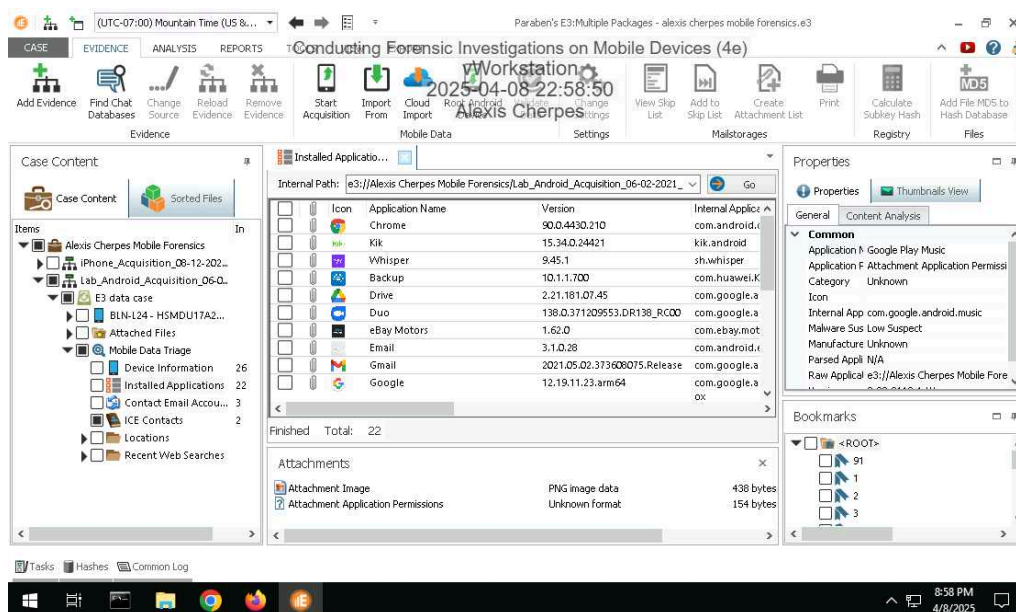 (UTC-07:00) Mountain Time (US &...
Paraben's E3:Multiple Packages - alexis cherpes mobile forensics.e3
CASE EVIDENCE ANALYSIS REPORTS
Conducting Forensic Investigations on Mobile Devices (4e)
vWorkstation
2025-04-08 22:58:50
Alexis Cherpes
Add Evidence
Find Chat Databases
Change Source
Reload Evidence
Remove Evidence
Start Acquisition
Import From
Cloud Import
Root Android
Change Settings
View Skip List
Add to Skip List
Create Attachment List
Print
Calculate Subkey Hash
MD5
Add File MD5 to Hash Database
Evidence
Mobile Data
Settings
Mailstorages
Registry
Files
Case Content
Case Content
Sorted Files
Items In
Alexis Cherpes Mobile Forensics
iPhone_Acquisition_08-12-202...
Lab_Android_Acquisition_06-0...
E3 data case
BLN-L24 - HSMDU17A2...
Attached Files
Mobile Data Triage
Device Information 26
Installed Applications 22
Contact Email Accou... 3
ICE Contacts 2
Locations
Recent Web Searches
Installed Applicatio...
Internal Path: e3://Alexis Cherpes Mobile Forensics/Lab_Android_Acquisition_06-02-2021_ Go
Icon Application Name Version Internal Applica
Chrome 90.0.4430.210 com.android.c
Kik 15.34.0.24421 kik.android
Whisper 9.45.1 sh.whisper
Backup 10.1.1.700 com.huawei.K
Drive 2.21.181.07.45 com.google.a
Duo 138.0.371209553.DR138_RC00 com.google.a
eBay Motors 1.62.0 com.ebay.mot
Email 3.1.0.28 com.android.e
Gmail 2021.05.02.373608075.Release com.google.a
Google 12.19.11.23.arm64 com.google.a
ox
Finished Total: 22
Attachments
Attachment Image PNG image data 438 bytes
Attachment Application Permissions Unknown format 154 bytes
Properties
Properties
Thumbnails View
General Content Analysis
Common
Application N Google Play Music
Application F Attachment Application Permissi
Category Unknown
Icon
Internal App com.google.android.music
Malware Sus Low Suspect
Manufacture Unknown
Parsed Appli N/A
Raw Applical e3://Alexis Cherpes Mobile Fore
Bookmarks
<ROOT>
91
1
2
3
Tasks Hashes Common Log
8:58 PM
4/8/2025